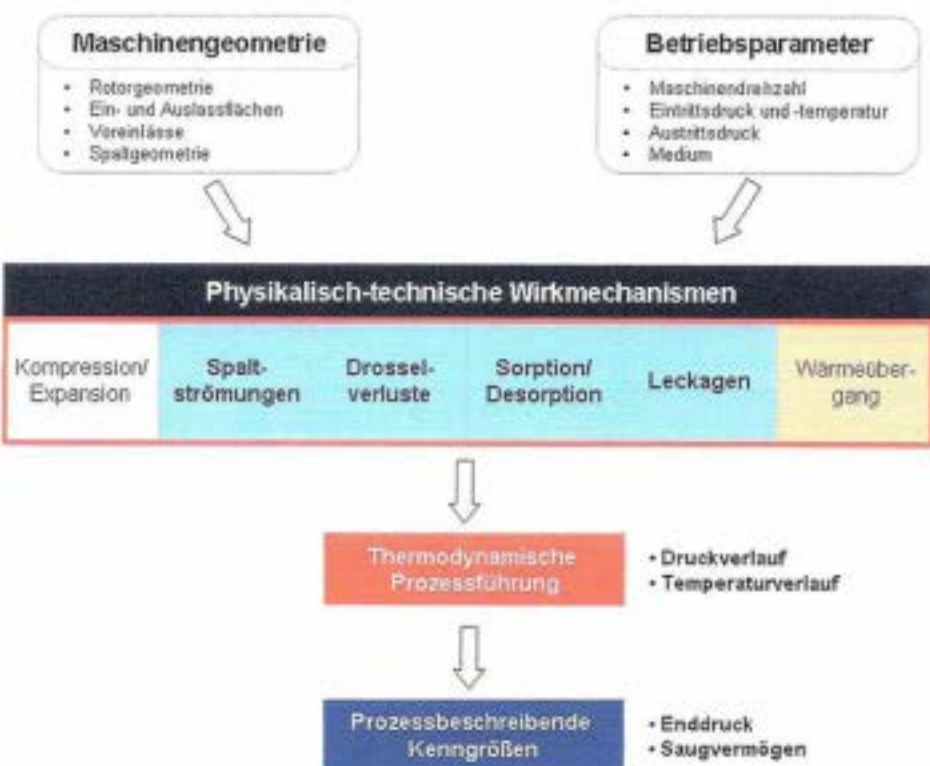 Maschinengeometrie
• Rotorgeometrie
• Ein- und Auslassflächen
• Voreinlässe
• Spaltgeometrie
Betriebsparameter
• Maschinendrehzahl
• Eintrittsdruck und -temperatur
• Austrittsdruck
• Medium
Physikalisch-technische Wirkmechanismen
Kompression/
Expansion
Spalt-
strömungen
Drossel-
verluste
Sorption/
Desorption
Leckagen
Wärmeüber-
gang
Thermodynamische
Prozessführung
• Druckverlauf
• Temperaturverlauf
Prozessbeschreibende
Kenngrößen
• Enddruck
• Saugvermögen